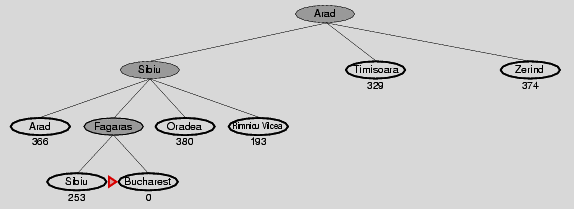 Arad
Sibiu Timisoara Zerind
329 374
Arad Fagaras Oradea Rimnicu Vilcea
366 380 193
Sibiu Bucharest
253 0